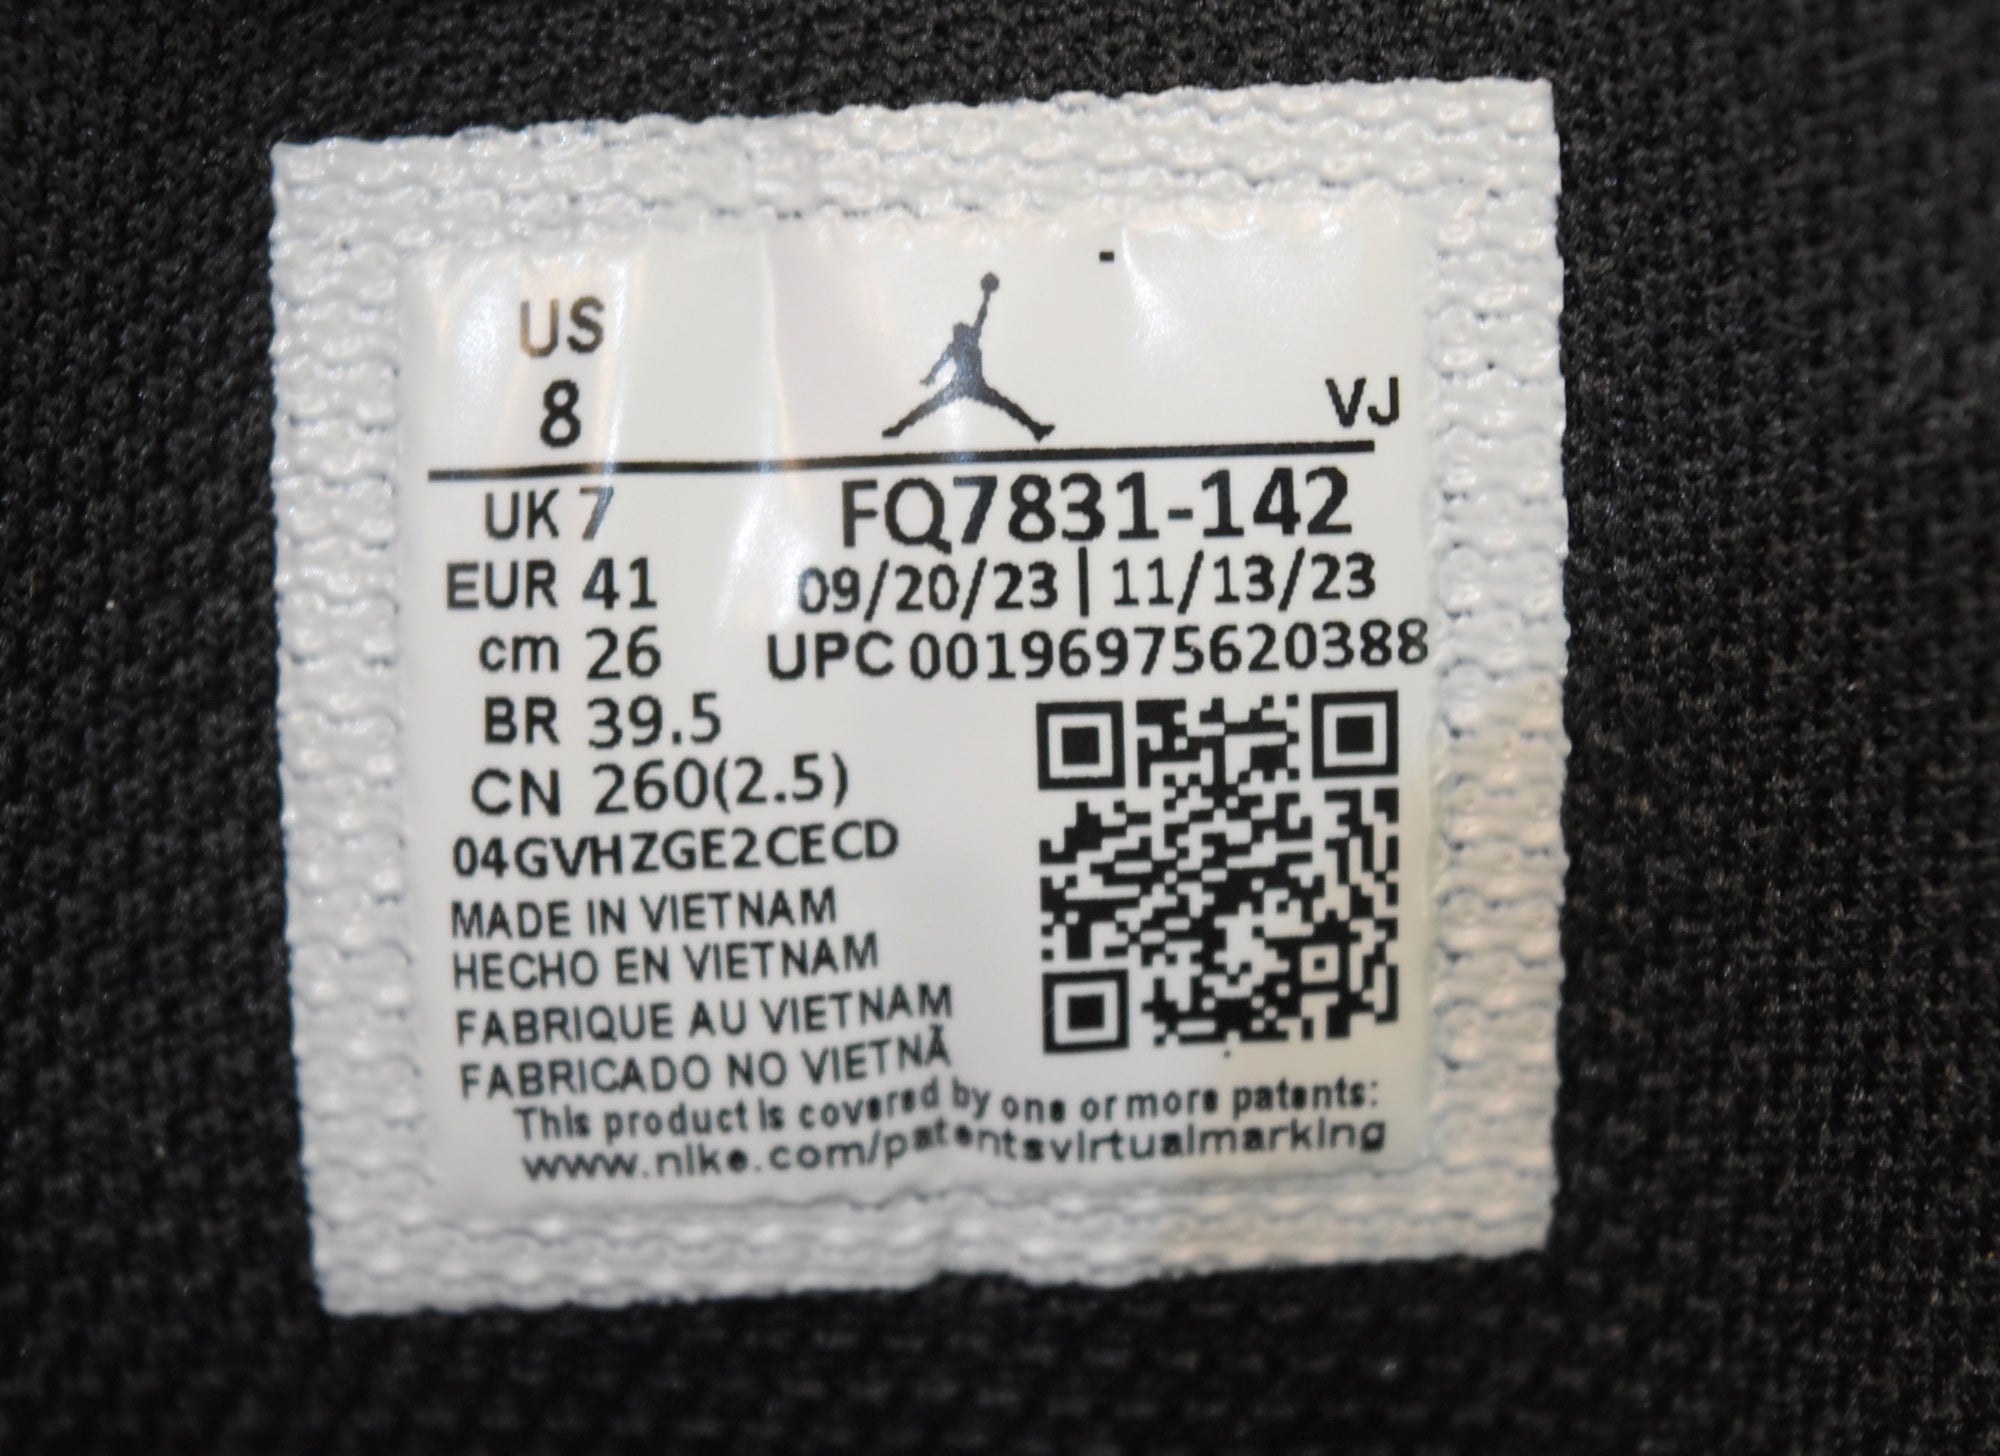 US
8
VJ
UK 7
FQ7831-142
EUR 41
09/20/23 | 11/13/23
cm 26
UPC 00196975620388
BR 39.5
CN 260(2.5)
04GVHZGE2CECD
MADE IN VIETNAM
HECHO EN VIETNAM
FABRIQUE AU VIETNAM
FABRICADO NO VIETNÃ
This product is covered by one or more patents:
www.nike.com/patentsvirtualmarking